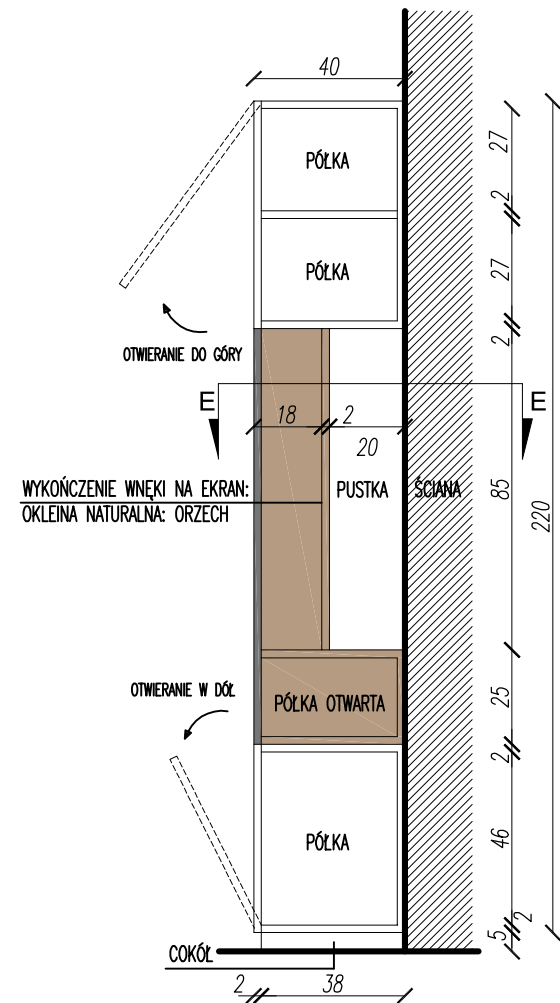 40
PÓŁKA
27
2
PÓŁKA
27
2
OTWIERANIE DO GÓRY
E
E
18
2
20
WYKOŃCZENIE WNĘKI NA EKRAN:
OKLEINA NATURALNA: ORZECH
PUSTKA
ŚCIANA
85
220
OTWIERANIE W DÓŁ
PÓŁKA OTWARTA
25
2
PÓŁKA
46
2
5
COKÓŁ
2
38